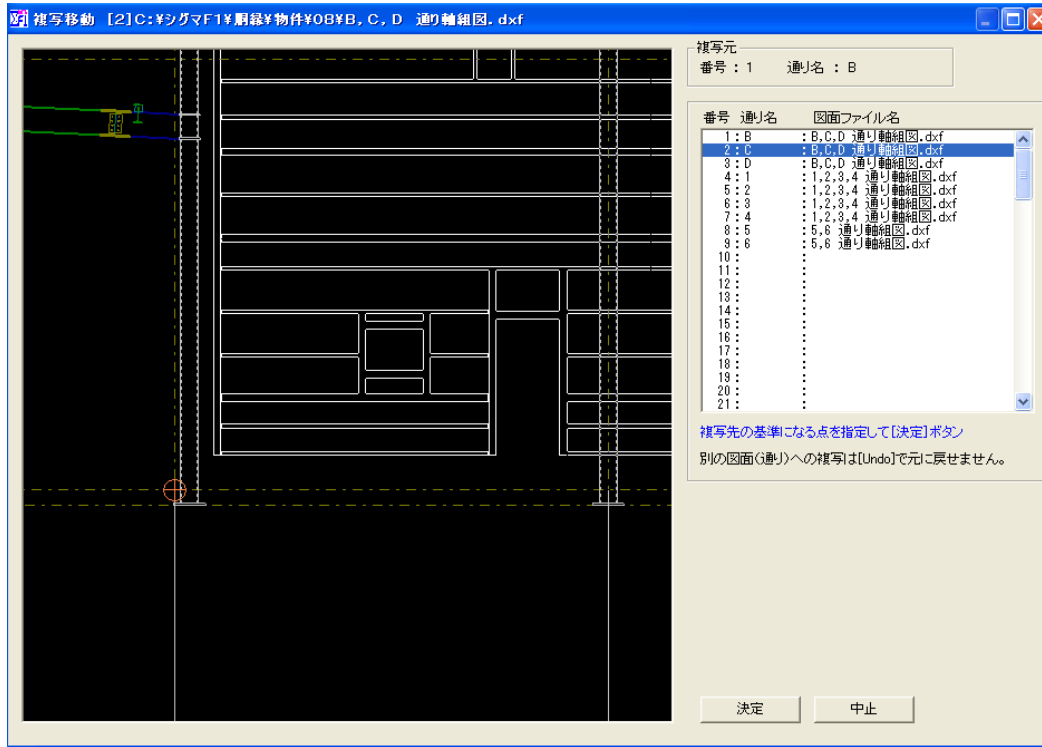 複写移動 [2]C:¥シグマF1¥胴縁¥物件¥08¥B,C,D 通り軸組図.dxf
複写元
番号：1 通り名：B
番号 通り名 図面ファイル名
1:B :B,C,D 通り軸組図.dxf
2:C :B,C,D 通り軸組図.dxf
3:D :B,C,D 通り軸組図.dxf
4:1 :1,2,3,4 通り軸組図.dxf
5:2 :1,2,3,4 通り軸組図.dxf
6:3 :1,2,3,4 通り軸組図.dxf
7:4 :1,2,3,4 通り軸組図.dxf
8:5 :5,6 通り軸組図.dxf
9:6 :5,6 通り軸組図.dxf
10: :
11: :
12: :
13: :
14: :
15: :
16: :
17: :
18: :
19: :
20: :
21: :
複写先の基準になる点を指定して[決定]ボタン
別の図面(通り)への複写は[Undo]で元に戻せません。
決定 中止